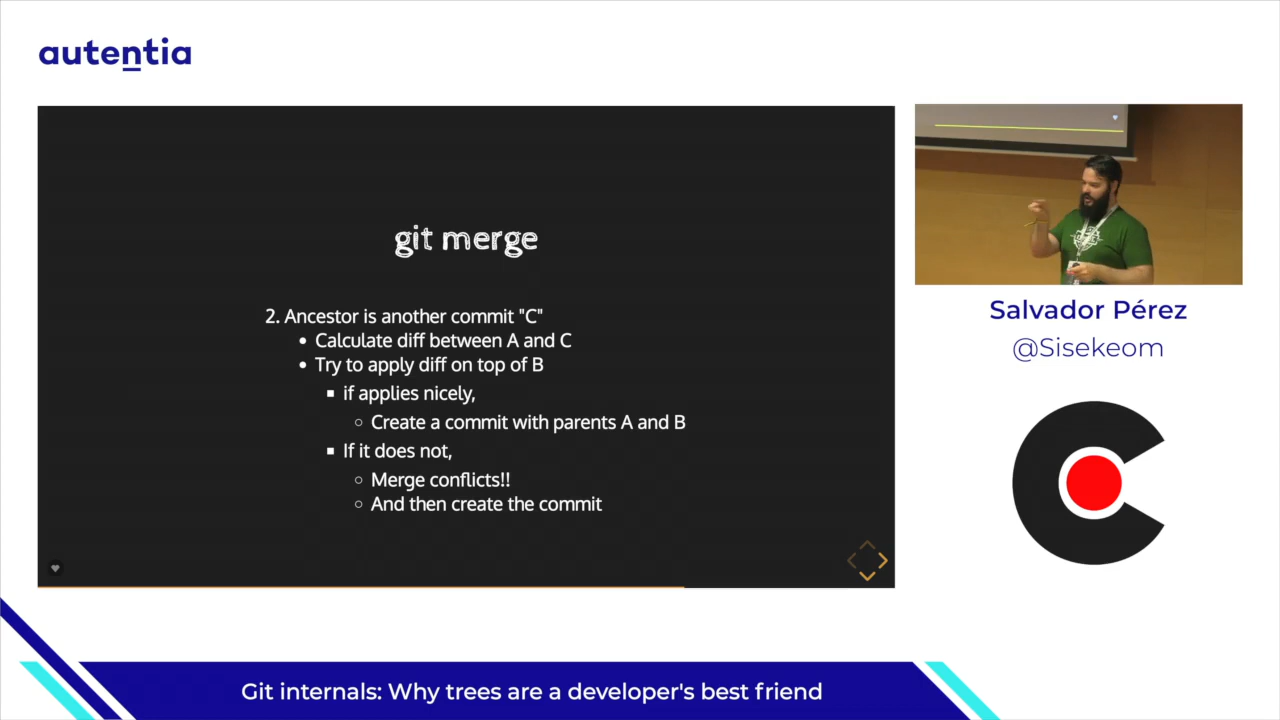 autentia
git merge
2. Ancestor is another commit "C"
• Calculate diff between A and C
• Try to apply diff on top of B
▪ if applies nicely,
○ Create a commit with parents A and B
▪ If it does not,
○ Merge conflicts!!
○ And then create the commit
Salvador Pérez
@Sisekeom
Git internals: Why trees are a developer's best friend